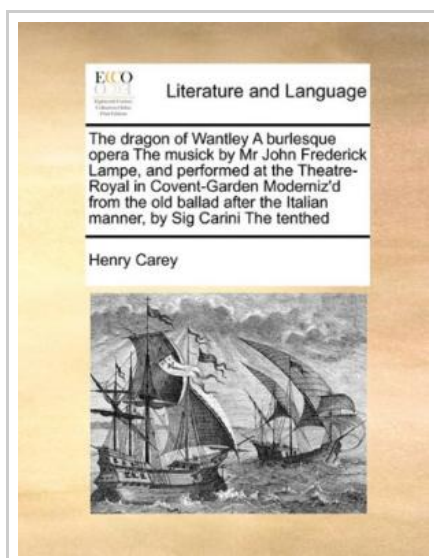 ECCO
Literature and Language
The dragon of Wantley A burlesque
opera The musick by Mr John Frederick
Lampe, and performed at the Theatre-
Royal in Covent-Garden Moderniz'd
from the old ballad after the Italian
manner, by Sig Carini The tenthed
Henry Carey